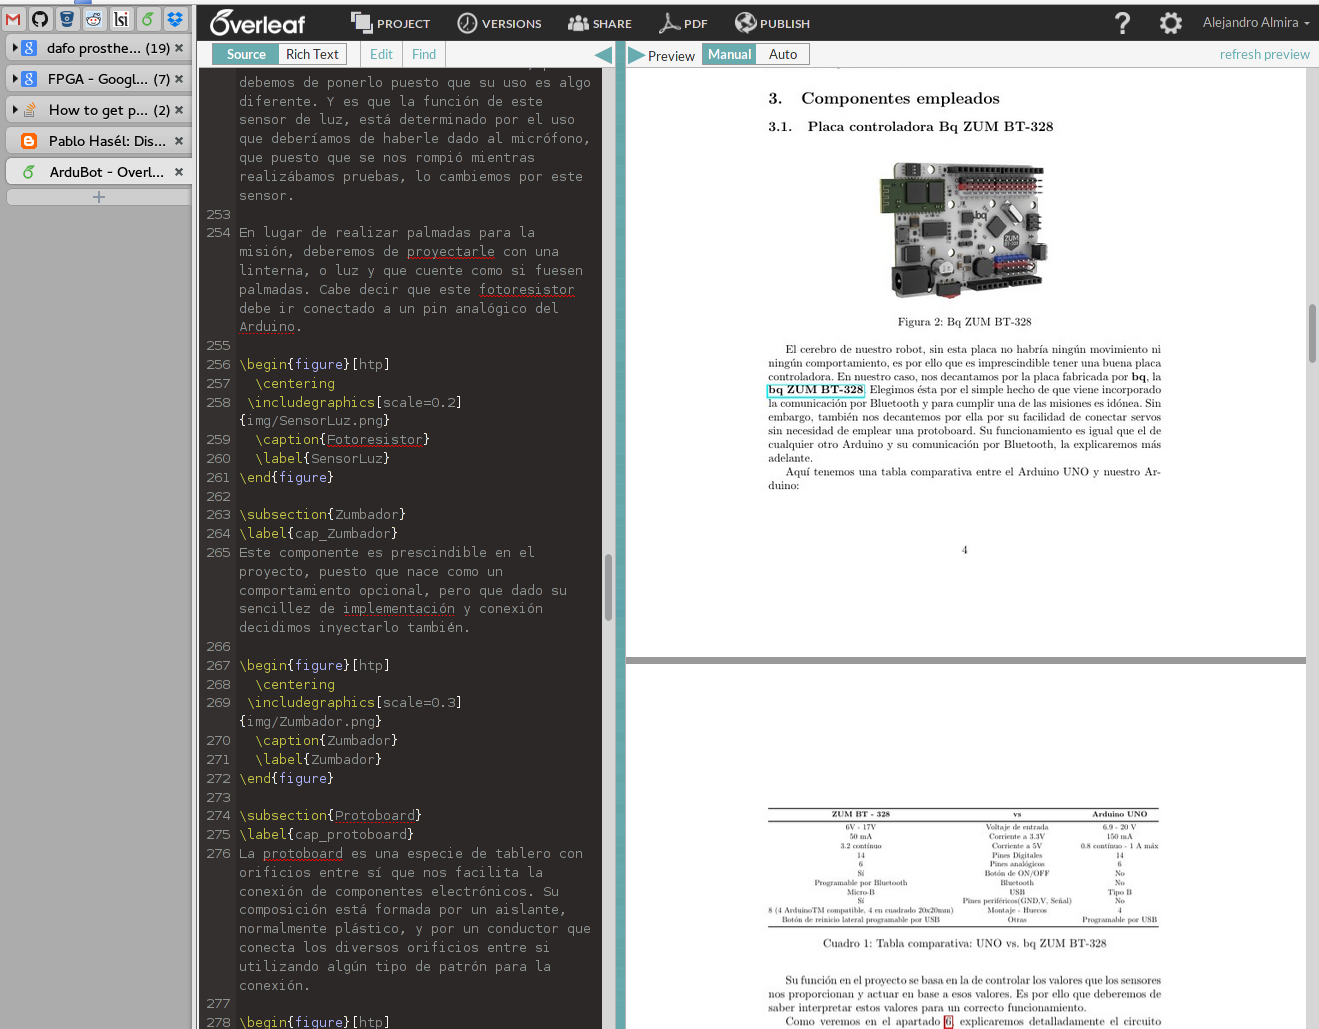 Overleaf
PROJECT
VERSIONS
SHARE
PDF
PUBLISH
?
Alejandro Almira
lsi
dafo prosthe... (19) ×
FPGA - Googl... (7) ×
How to get p... (2) ×
Pablo Hasél: Dis... ×
ArduBot - Overl... ×
+
Source
Rich Text
Edit
Find
Preview
Manual
Auto
refresh preview
debemos de ponerlo puesto que su uso es algo
diferente. Y es que la función de este
sensor de luz, está determinado por el uso
que deberíamos de haberle dado al micrófono,
que puesto que se nos rompió mientras
realizábamos pruebas, lo cambiemos por este
sensor.
253
254 En lugar de realizar palmadas para la
misión, deberemos de proyectarle con una
linterna, o luz y que cuente como si fuesen
palmadas. Cabe decir que este fotoresistor
debe ir conectado a un pin analógico del
Arduino.
255
256 \begin{figure}[htp]
257 \centering
258 \includegraphics[scale=0.2]
{img/SensorLuz.png}
259 \caption{Fotoresistor}
260 \label{SensorLuz}
261 \end{figure}
262
263 \subsection{Zumbador}
264 \label{cap_Zumbador}
265 Este componente es prescindible en el
proyecto, puesto que nace como un
comportamiento opcional, pero que dado su
sencillez de implementación y conexión
decidimos inyectarlo también.
266
267 \begin{figure}[htp]
268 \centering
269 \includegraphics[scale=0.3]
{img/Zumbador.png}
270 \caption{Zumbador}
271 \label{Zumbador}
272 \end{figure}
273
274 \subsection{Protoboard}
275 \label{cap_protoboard}
276 La protoboard es una especie de tablero con
orificios entre sí que nos facilita la
conexión de componentes electrónicos. Su
composición está formada por un aislante,
normalmente plástico, y por un conductor que
conecta los diversos orificios entre si
utilizando algún tipo de patrón para la
conexión.
277
278 \begin{figure}[htp]
3. Componentes empleados
3.1. Placa controladora Bq ZUM BT-328
bq
ZUM
BT-328
Figura 2: Bq ZUM BT-328
El cerebro de nuestro robot, sin esta placa no habría ningún movimiento ni
ningún comportamiento, es por ello que es imprescindible tener una buena placa
controladora. En nuestro caso, nos decantamos por la placa fabricada por bq, la
bq ZUM BT-328. Elegimos ésta por el simple hecho de que viene incorporado
la comunicación por Bluetooth y para cumplir una de las misiones es idónea. Sin
embargo, también nos decantemos por ella por su facilidad de conectar servos
sin necesidad de emplear una protoboard. Su funcionamiento es igual que el de
cualquier otro Arduino y su comunicación por Bluetooth, la explicaremos más
adelante.
Aquí tenemos una tabla comparativa entre el Arduino UNO y nuestro Ar-
duino:
4
ZUM BT - 328 vs Arduino UNO
6V - 17V Voltaje de entrada 6.9 - 20 V
50 mA Corriente a 3.3V 150 mA
3.2 contínuo Corriente a 5V 0.8 contínuo - 1 A máx
14 Pines Digitales 14
6 Pines analógicos 6
Sí Botón de ON/OFF No
Programable por Bluetooth Bluetooth No
Micro-B USB Tipo B
Sí Pines periféricos(GND,V, Señal) No
8 (4 ArduinoTM compatible, 4 en cuadrado 20x20mm) Montaje - Huecos 4
Botón de reinicio lateral programable por USB Otras Programable por USB
Cuadro 1: Tabla comparativa: UNO vs. bq ZUM BT-328
Su función en el proyecto se basa en la de controlar los valores que los sensores
nos proporcionan y actuar en base a esos valores. Es por ello que deberemos de
saber interpretar estos valores para un correcto funcionamiento.
Como veremos en el apartado 6, explicaremos detalladamente el circuito